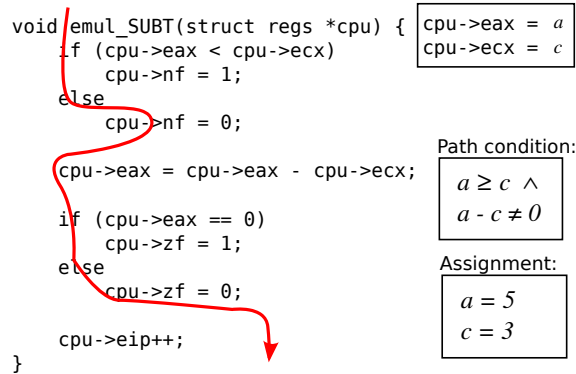 void emul_SUBT(struct regs *cpu) {
if (cpu->eax < cpu->ecx)
cpu->nf = 1;
else
cpu->nf = 0;
cpu->eax = cpu->eax - cpu->ecx;
if (cpu->eax == 0)
cpu->zf = 1;
else
cpu->zf = 0;
cpu->eip++;
}
cpu->eax = a
cpu->ecx = c
Path condition:
a ≥ c ∧
a - c ≠ 0
Assignment:
a = 5
c = 3